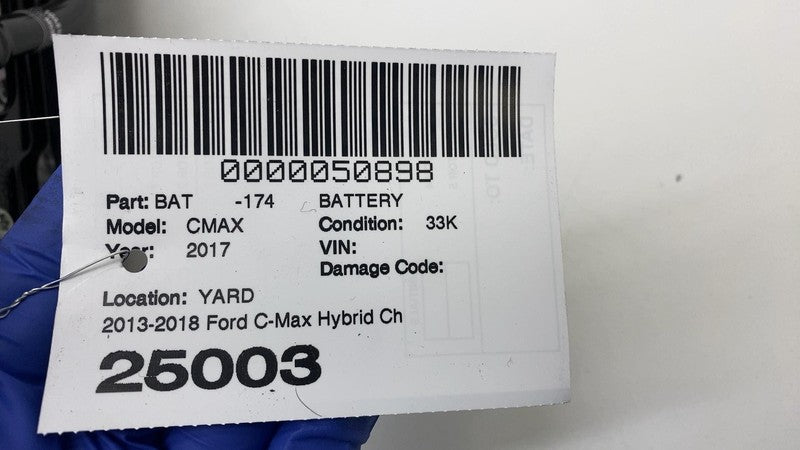 0000050898
Part: BAT -174 BATTERY
Model: CMAX Condition: 33K
Year: 2017 VIN:
Damage Code:
Location: YARD
2013-2018 Ford C-Max Hybrid Ch
25003